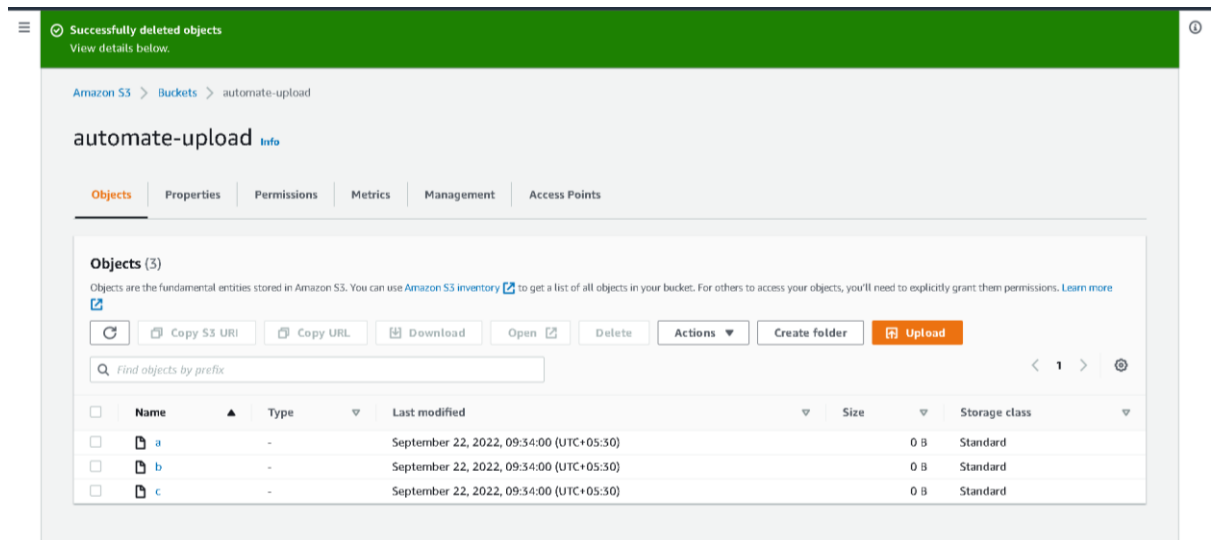 Successfully deleted objects
View details below.
Amazon S3 > Buckets > automate-upload
automate-upload Info
Objects Properties Permissions Metrics Management Access Points
Objects (3)
Objects are the fundamental entities stored in Amazon S3. You can use Amazon S3 inventory to get a list of all objects in your bucket. For others to access your objects, you'll need to explicitly grant them permissions. Learn more
Copy S3 URI Copy URL Download Open Delete Actions Create folder Upload
Find objects by prefix < 1 >
Name Type Last modified Size Storage class
a - September 22, 2022, 09:34:00 (UTC+05:30) 0 B Standard
b - September 22, 2022, 09:34:00 (UTC+05:30) 0 B Standard
c - September 22, 2022, 09:34:00 (UTC+05:30) 0 B Standard